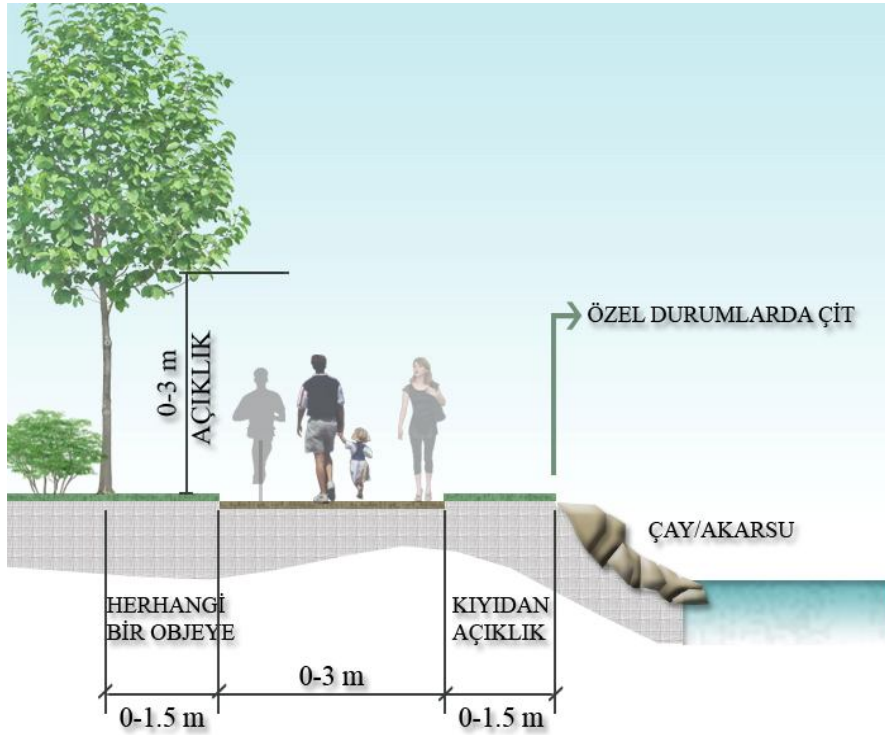 ÖZEL DURUMLARDA ÇİT
0-3 m
AÇIKLIK
ÇAY/AKARSU
HERHANGİ
BİR OBJEYE
KIYIDAN
AÇIKLIK
0-3 m
0-1.5 m
0-1.5 m